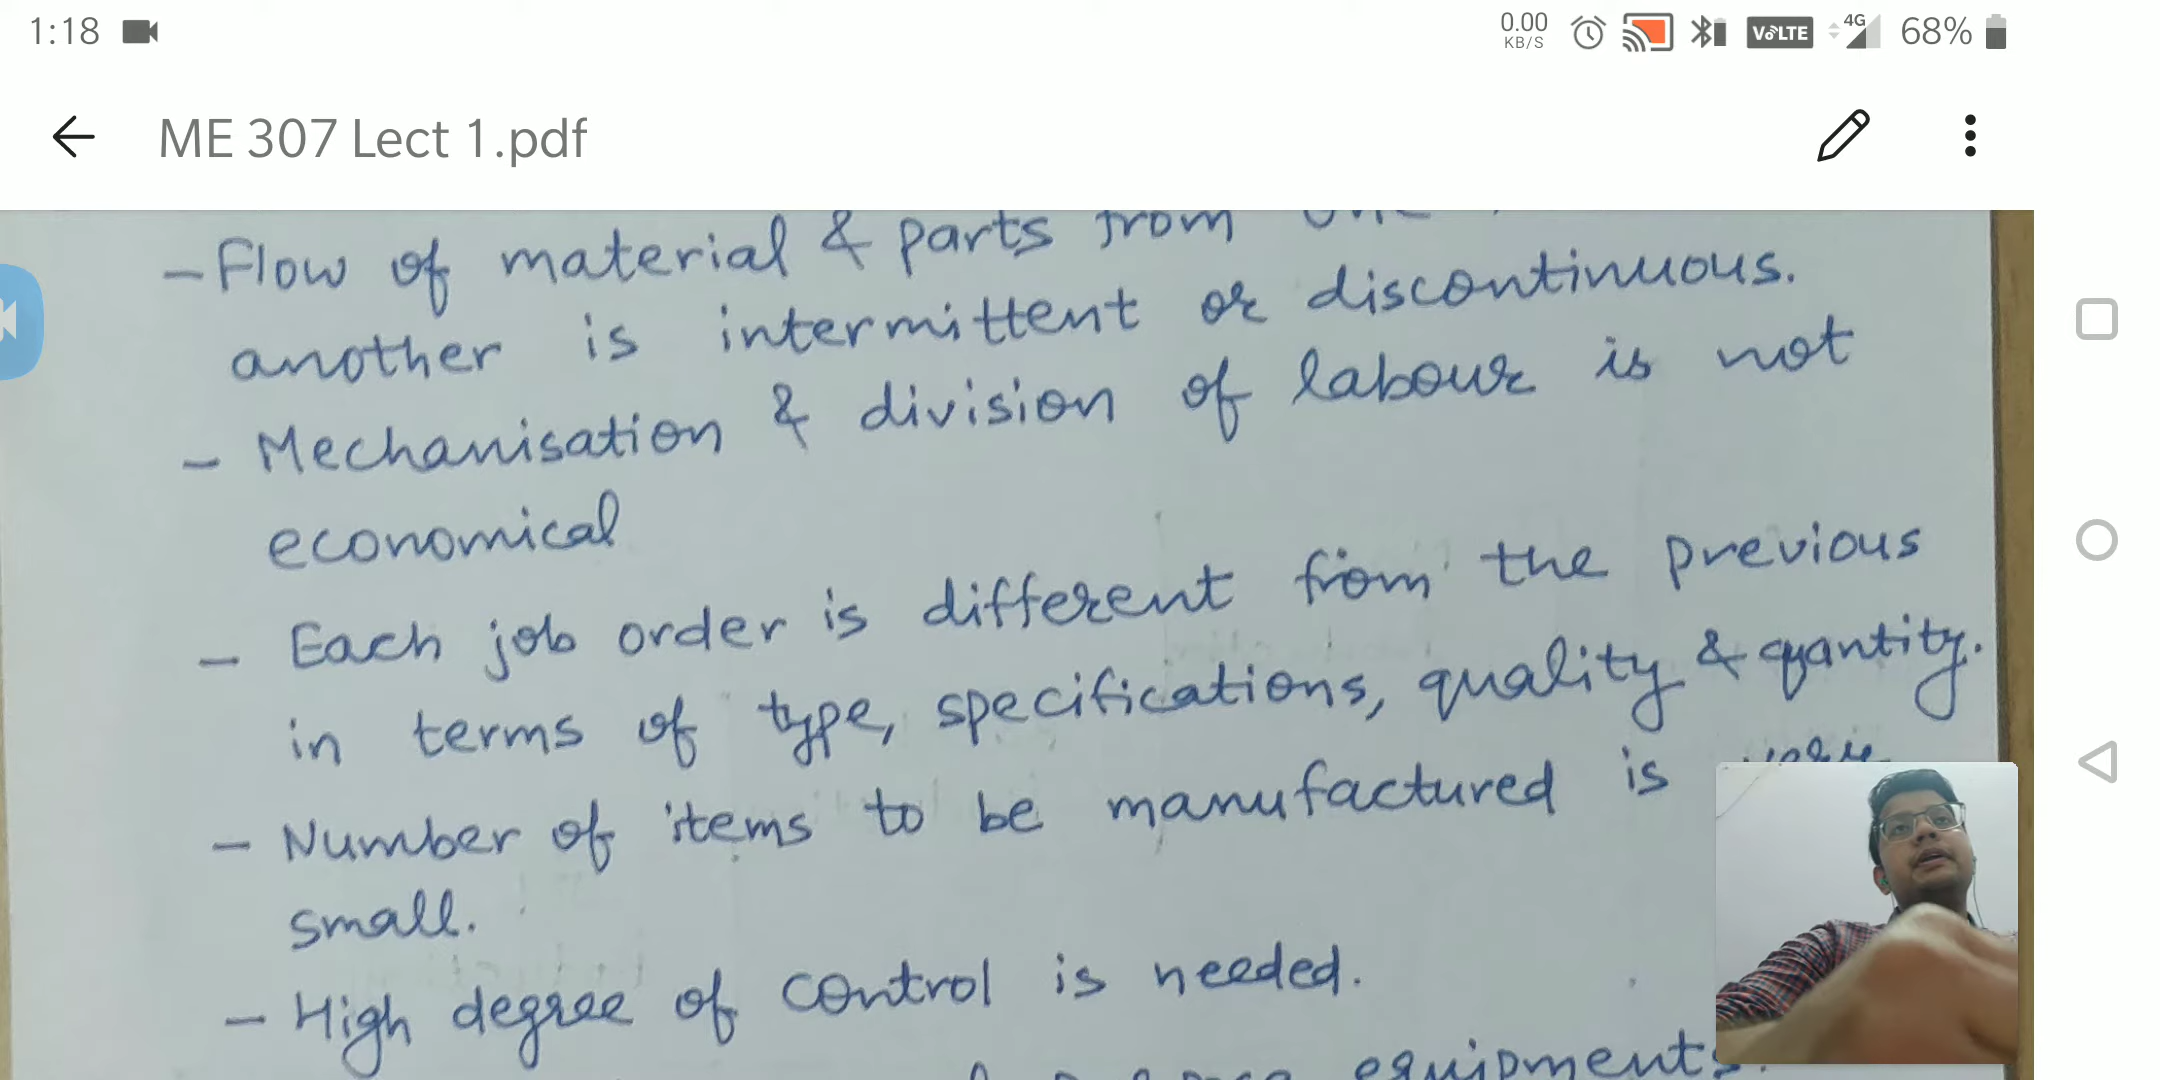 1:18
0.00
KB/S
VoLTE
4G
68%
ME 307 Lect 1.pdf
- Flow of material & parts from one
another is intermittent or discontinuous.
- Mechanisation & division of labour is not
economical
- Each job order is different from the previous
in terms of type, specifications, quality & quantity.
- Number of items to be manufactured is very
small.
- High degree of control is needed.
equipments.